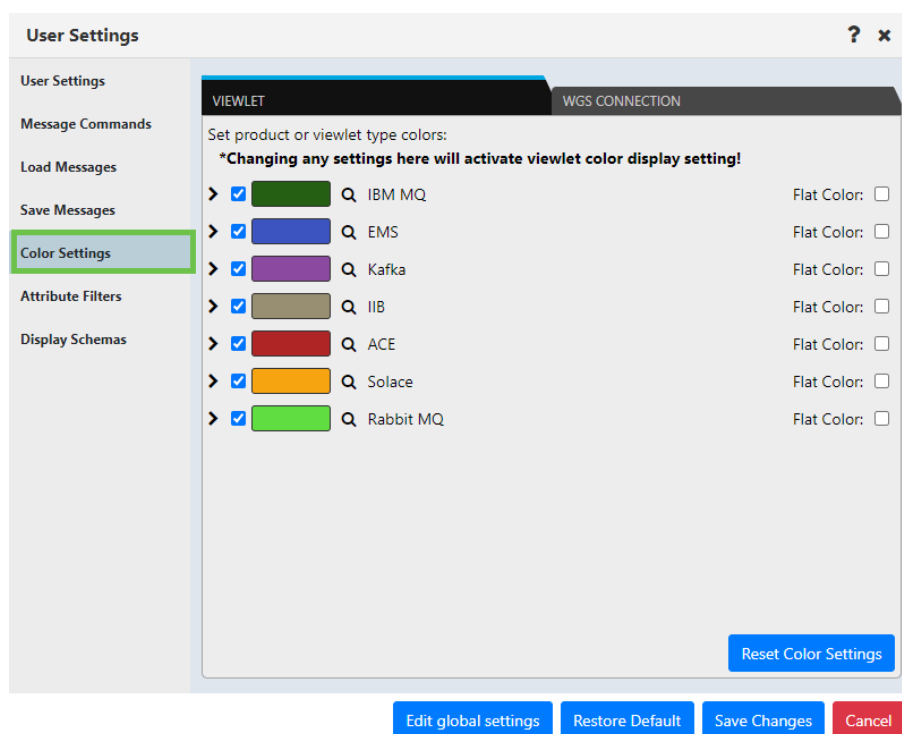 User Settings
? ×
User Settings
Message Commands
Load Messages
Save Messages
Color Settings
Attribute Filters
Display Schemas
VIEWLET
WGS CONNECTION
Set product or viewlet type colors:
*Changing any settings here will activate viewlet color display setting!
IBM MQ Flat Color:
EMS Flat Color:
Kafka Flat Color:
IIB Flat Color:
ACE Flat Color:
Solace Flat Color:
Rabbit MQ Flat Color:
Reset Color Settings
Edit global settings
Restore Default
Save Changes
Cancel